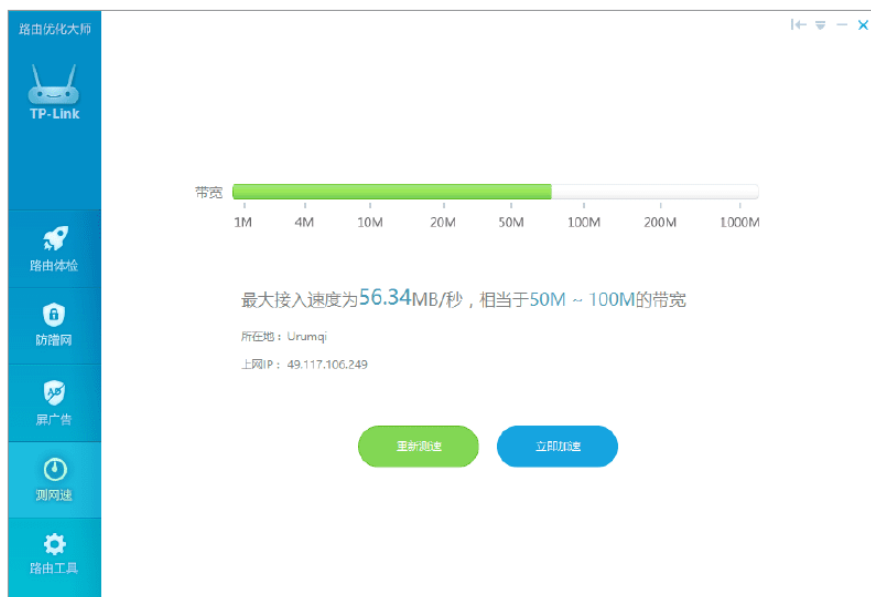 路由优化大师
TP-Link
路由体检
防蹭网
AD
屏广告
测网速
路由工具
带宽
1M 4M 10M 20M 50M 100M 200M 1000M
最大接入速度为56.34MB/秒，相当于50M ~ 100M的带宽
所在地： Urumqi
上网IP： 49.117.106.249
重新测速 立即加速